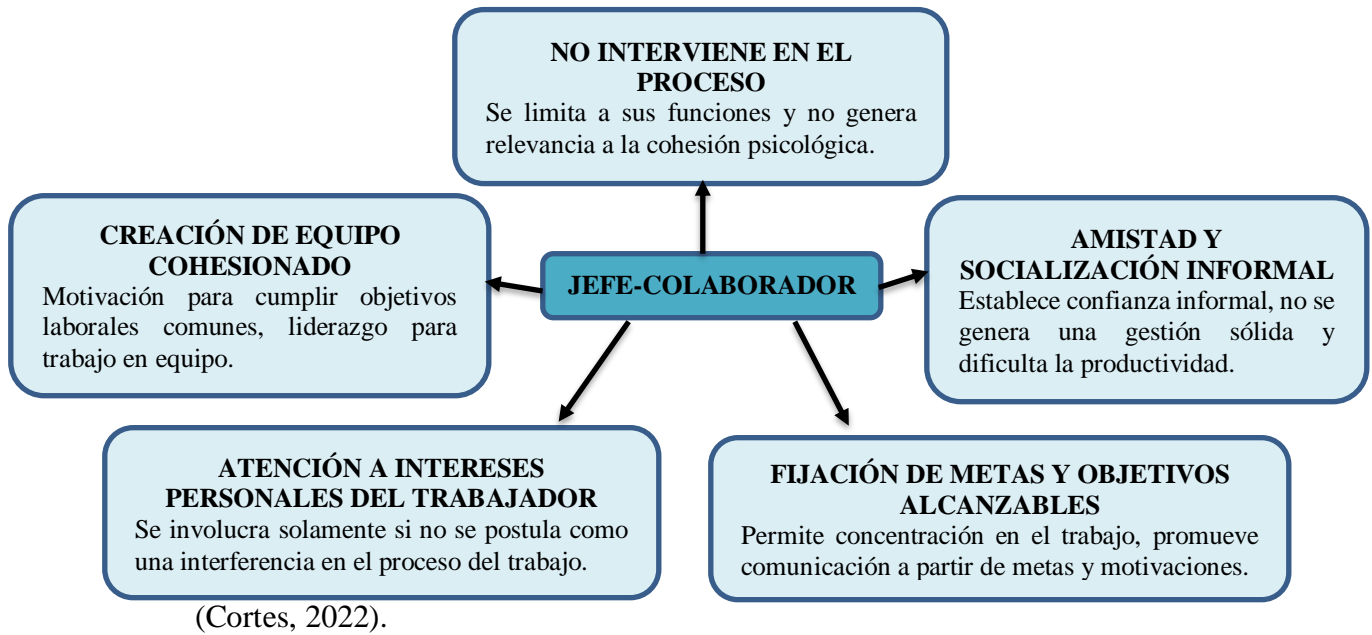 NO INTERVIENE EN EL
PROCESO
Se limita a sus funciones y no genera
relevancia a la cohesión psicológica.
CREACIÓN DE EQUIPO
COHESIONADO
Motivación para cumplir objetivos
laborales comunes, liderazgo para
trabajo en equipo.
JEFE-COLABORADOR
AMISTAD Y
SOCIALIZACIÓN INFORMAL
Establece confianza informal, no se
genera una gestión sólida y
dificulta la productividad.
ATENCIÓN A INTERESES
PERSONALES DEL TRABAJADOR
Se involucra solamente si no se postula como
una interferencia en el proceso del trabajo.
FIJACIÓN DE METAS Y OBJETIVOS
ALCANZABLES
Permite concentración en el trabajo, promueve
comunicación a partir de metas y motivaciones.
(Cortes, 2022).